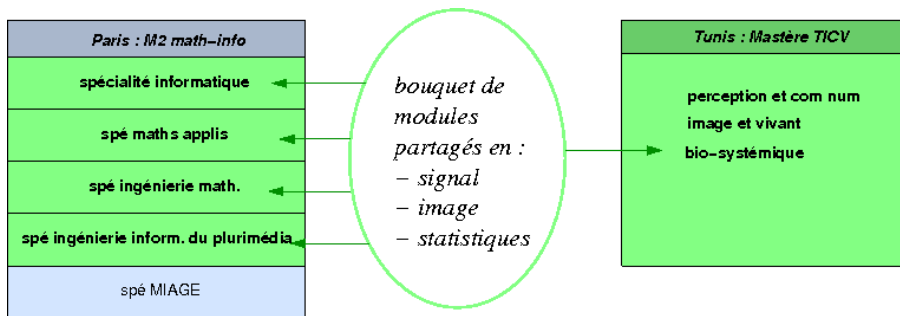 Paris : M2 math-info
spécialité informatique
spé maths applis
spé ingénierie math.
spé ingénierie inform. du plurimédia
spé MIAGE
bouquet de
modules
partagés en :
- signal
- image
- statistiques
Tunis : Mastère TICV
perception et com num
image et vivant
bio-systémique